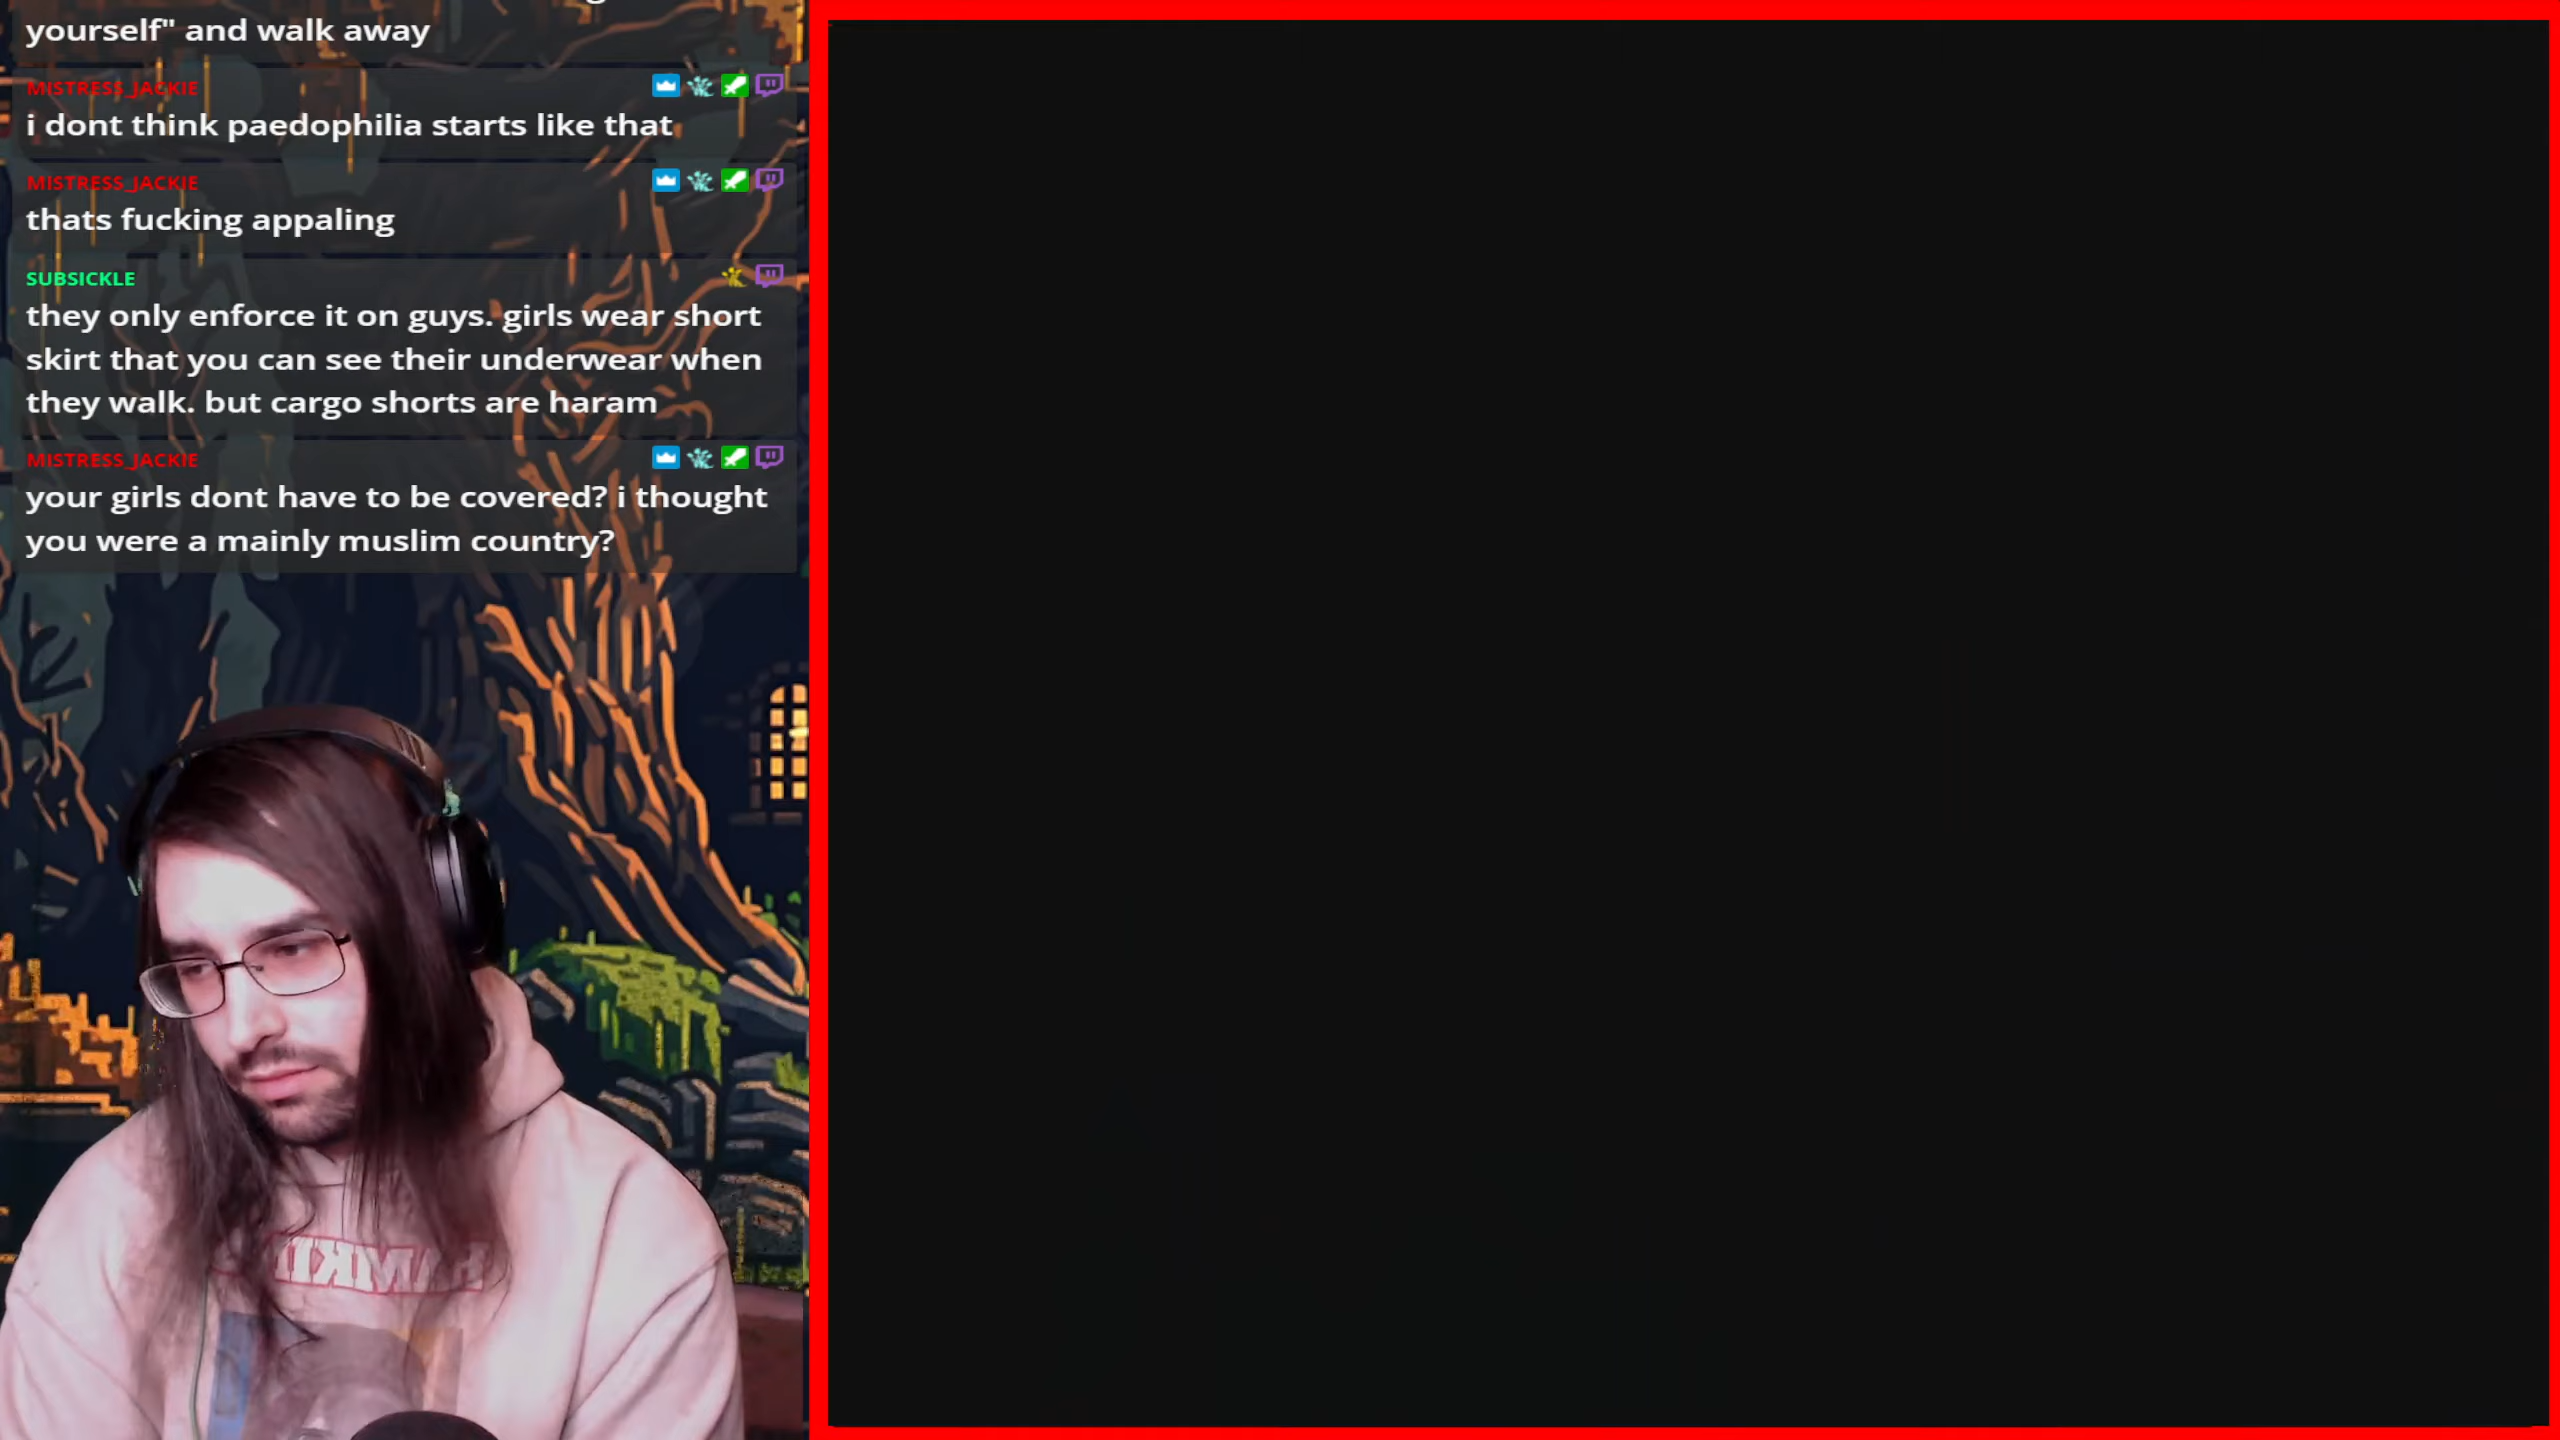 yourself" and walk away
MISTRESS_JACKIE
i dont think paedophilia starts like that
MISTRESS_JACKIE
thats fucking appaling
SUBSICKLE
they only enforce it on guys. girls wear short
skirt that you can see their underwear when
they walk. but cargo shorts are haram
MISTRESS_JACKIE
your girls dont have to be covered? i thought
you were a mainly muslim country?